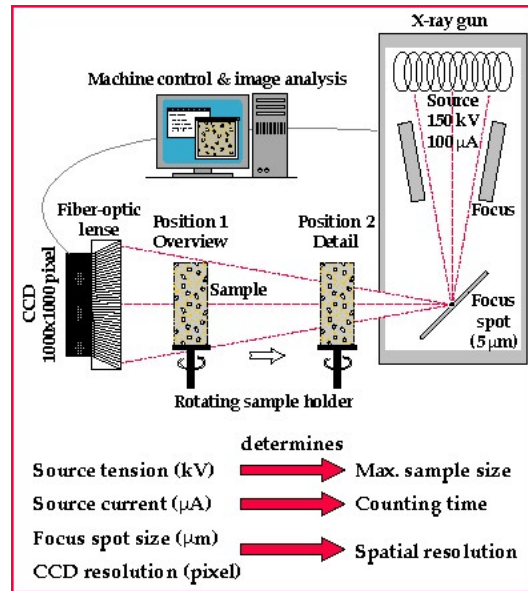 X-ray gun
Machine control & image analysis
Source
150 kV
100 µA
Focus
Fiber-optic
lense
Position 1
Overview
Position 2
Detail
CCD
1000x1000 pixel
Sample
Focus
spot
(5 µm)
Rotating sample holder
determines
Source tension (kV)
Max. sample size
Source current (µA)
Counting time
Focus spot size (µm)
Spatial resolution
CCD resolution (pixel)